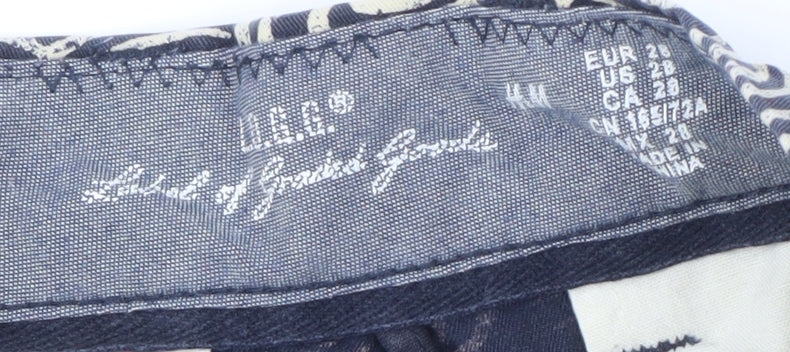 L.O.G.G.
Label of Graded Goods
H&M
EUR 28
US 28
CA 28
CN 165/72A
MX 28
MADE IN
CHINA